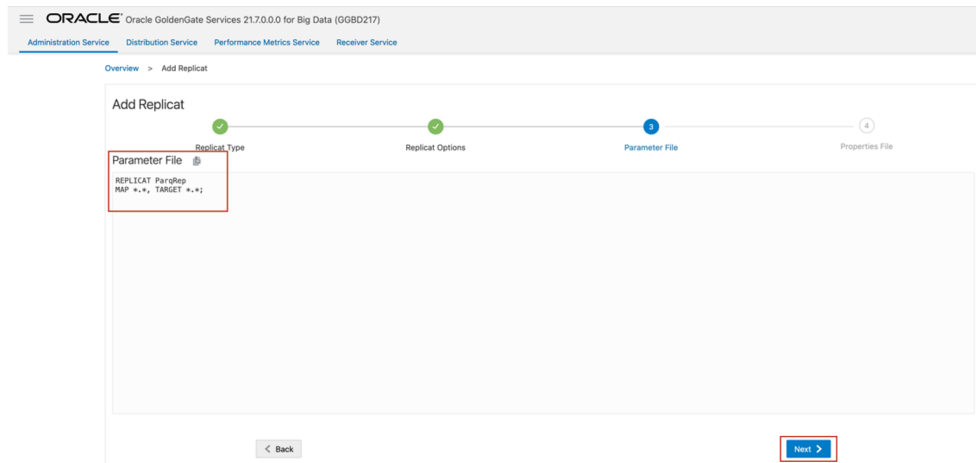 ORACLE® Oracle GoldenGate Services 21.7.0.0.0 for Big Data (GGBD217)
Administration Service Distribution Service Performance Metrics Service Receiver Service
Overview > Add Replicat
Add Replicat
3 4
Replicat Type Replicat Options Parameter File Properties File
Parameter File
REPLICAT ParqRep
MAP *.*, TARGET *.*;
< Back Next >